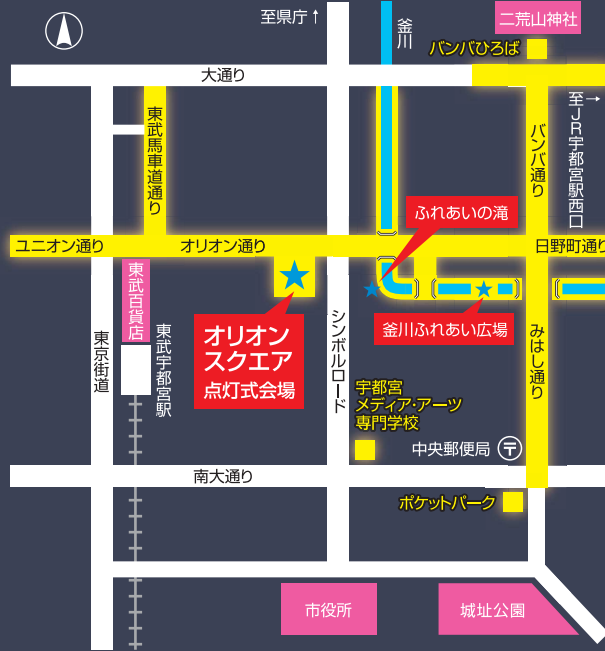 至県庁↑
釜川
二荒山神社
バンバひろば
大通り
至JR宇都宮駅西口→
東武馬車道通り
バンバ通り
ふれあいの滝
ユニオン通り
オリオン通り
日野町通り
東武百貨店
オリオン
スクエア
点灯式会場
釜川ふれあい広場
シンボルロード
みはし通り
東京街道
東武宇都宮駅
宇都宮
メディア・アーツ
専門学校
中央郵便局
〒
南大通り
ポケットパーク
市役所
城址公園